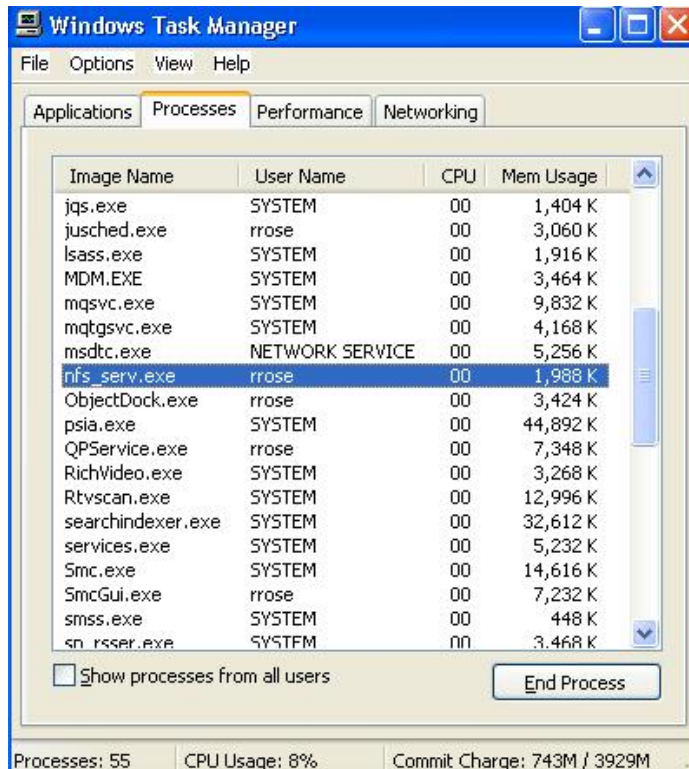 Windows Task Manager
File Options View Help
Applications Processes Performance Networking
Image Name User Name CPU Mem Usage
jqs.exe SYSTEM 00 1,404 K
jusched.exe rrose 00 3,060 K
lsass.exe SYSTEM 00 1,916 K
MDM.EXE SYSTEM 00 3,464 K
mqsvc.exe SYSTEM 00 9,832 K
mqtgsvc.exe SYSTEM 00 4,168 K
msdtc.exe NETWORK SERVICE 00 5,256 K
nfs_serv.exe rrose 00 1,988 K
ObjectDock.exe rrose 00 3,424 K
psia.exe SYSTEM 00 44,892 K
QPService.exe rrose 00 7,348 K
RichVideo.exe SYSTEM 00 3,268 K
Rtvscan.exe SYSTEM 00 12,996 K
searchindexer.exe SYSTEM 00 32,612 K
services.exe SYSTEM 00 5,232 K
Smc.exe SYSTEM 00 14,616 K
SmcGui.exe rrose 00 7,232 K
smss.exe SYSTEM 00 448 K
sp_rsser.exe SYSTEM 00 3,468 K
Show processes from all users End Process
Processes: 55 CPU Usage: 8% Commit Charge: 743M / 3929M